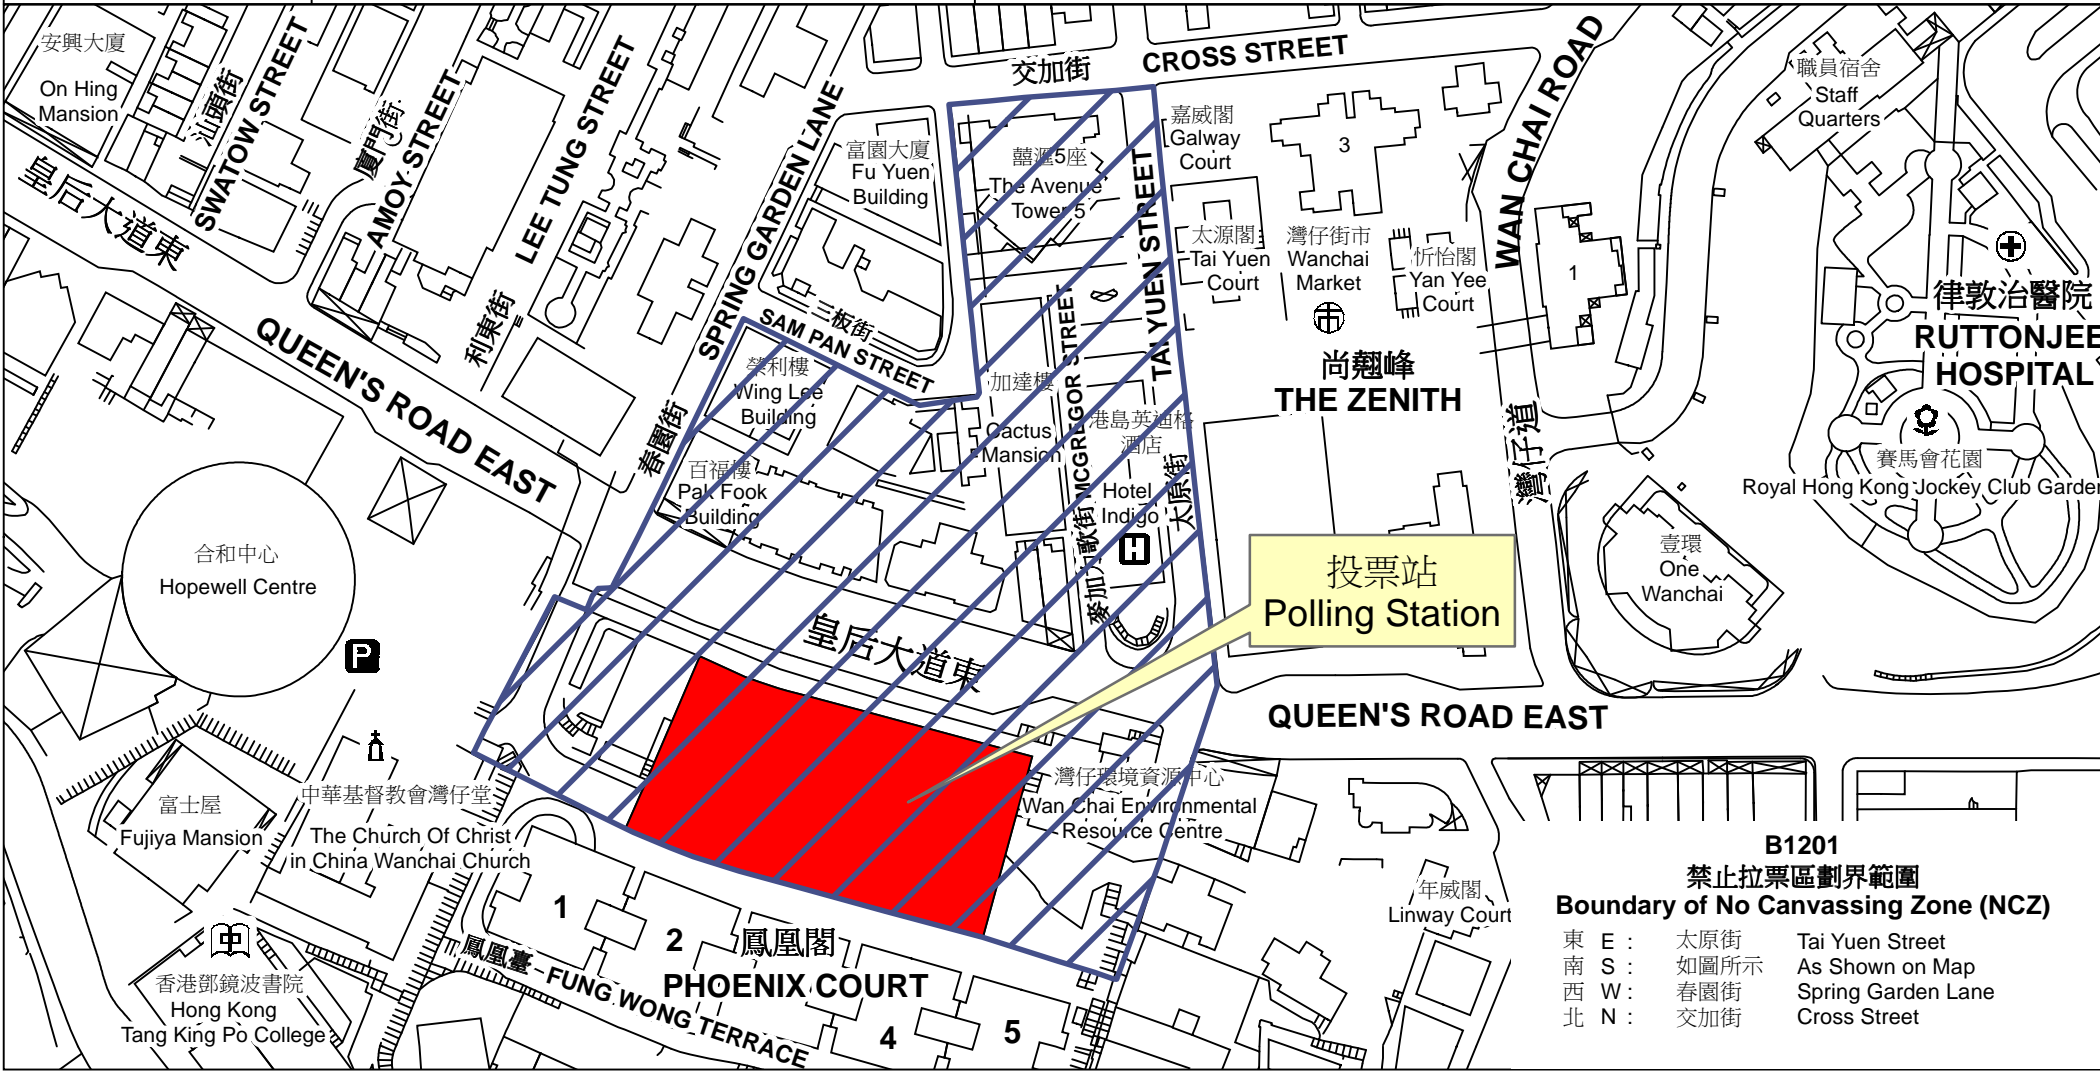 安興大廈
On Hing
Mansion
汕頭街
SWATOW STREET
廈門街
AMOY STREET
LEE TUNG STREET
利東街
SPRING GARDEN LANE
春園街
皇后大道東
QUEEN'S ROAD EAST
富園大廈
Fu Yuen
Building
三板街
SAM PAN STREET
交加街
CROSS STREET
囍滙5座
The Avenue
Tower 5
TAI YUEN STREET
太原街
嘉威閣
Galway
Court
3
太源閣
Tai Yuen
Court
灣仔街市
Wanchai
Market
忻怡閣
Yan Yee
Court
WAN CHAI ROAD
灣仔道
1
職員宿舍
Staff
Quarters
律敦治醫院
RUTTONJEE
HOSPITAL
尚翹峰
THE ZENITH
榮利樓
Wing Lee
Building
百福樓
Pak Fook
Building
加達樓
Cactus
Mansion
麥加力歌街 MCGREGOR STREET
港島英迪格
酒店
Hotel
Indigo
H
賽馬會花園
Royal Hong Kong Jockey Club Garden
壹環
One
Wanchai
合和中心
Hopewell Centre
P
投票站
Polling Station
皇后大道東
QUEEN'S ROAD EAST
富士屋
Fujiya Mansion
中華基督教會灣仔堂
The Church Of Christ
in China Wanchai Church
灣仔環境資源中心
Wan Chai Environmental
Resource Centre
年威閣
Linway Court
香港鄧鏡波書院
Hong Kong
Tang King Po College
1
2
鳳凰閣
PHOENIX COURT
4
5
鳳凰臺 FUNG WONG TERRACE
B1201
禁止拉票區劃界範圍
Boundary of No Canvassing Zone (NCZ)
東 E : 太原街 Tai Yuen Street
南 S : 如圖所示 As Shown on Map
西 W : 春園街 Spring Garden Lane
北 N : 交加街 Cross Street